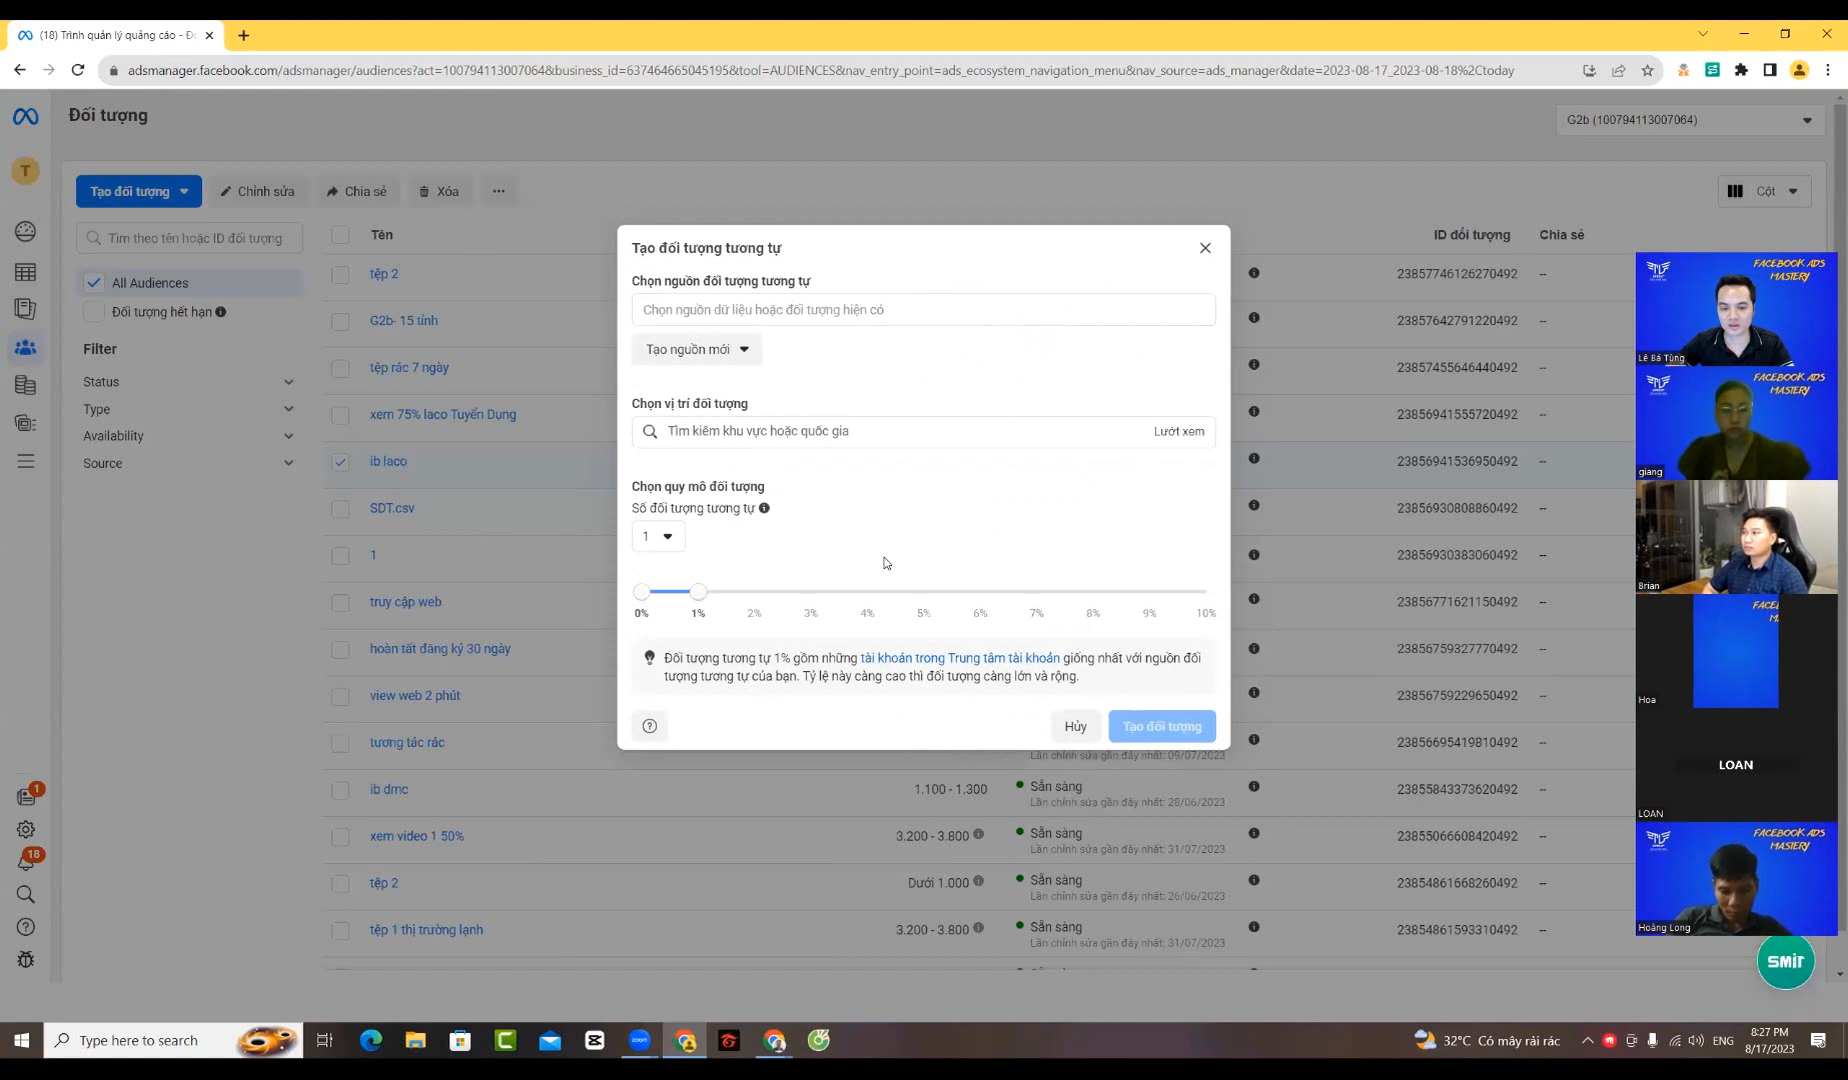 (18) Trình quản lý quảng cáo - Đố
adsmanager.facebook.com/adsmanager/audiences?act=100794113007064&business_id=637464665045195&tool=AUDIENCES&nav_entry_point=ads_ecosystem_navigation_menu&nav_source=ads_manager&date=2023-08-17_2023-08-18%2Ctoday
Đối tượng
G2b (100794113007064)
T
Tạo đối tượng
Chỉnh sửa
Chia sẻ
Xóa
Cột
Tìm theo tên hoặc ID đối tượng
All Audiences
Đối tượng hết hạn
Filter
Status
Type
Availability
Source
Tên
ID đối tượng
Chia sẻ
tệp 2
23857746126270492
--
G2b- 15 tỉnh
23857642791220492
--
tệp rác 7 ngày
23857455646440492
--
xem 75% laco Tuyển Dụng
23856941555720492
--
ib laco
23856941536950492
--
SDT.csv
23856930808860492
--
1
23856930383060492
--
truy cập web
23856771621150492
--
hoàn tất đăng ký 30 ngày
23856759327770492
--
view web 2 phút
23856759229650492
--
tương tác rác
Lần chỉnh sửa gần đây nhất: 09/07/2023
23856695419810492
--
ib dmc
1.100 - 1.300
Sẵn sàng
Lần chỉnh sửa gần đây nhất: 28/06/2023
23855843373620492
--
xem video 1 50%
3.200 - 3.800
Sẵn sàng
Lần chỉnh sửa gần đây nhất: 31/07/2023
23855066608420492
--
tệp 2
Dưới 1.000
Sẵn sàng
Lần chỉnh sửa gần đây nhất: 26/06/2023
23854861668260492
--
tệp 1 thị trường lạnh
3.200 - 3.800
Sẵn sàng
Lần chỉnh sửa gần đây nhất: 31/07/2023
23854861593310492
--
Tạo đối tượng tương tự
Chọn nguồn đối tượng tương tự
Chọn nguồn dữ liệu hoặc đối tượng hiện có
Tạo nguồn mới
Chọn vị trí đối tượng
Tìm kiếm khu vực hoặc quốc gia
Lướt xem
Chọn quy mô đối tượng
Số đối tượng tương tự
1
0% 1% 2% 3% 4% 5% 6% 7% 8% 9% 10%
Đối tượng tương tự 1% gồm những tài khoản trong Trung tâm tài khoản giống nhất với nguồn đối
tượng tương tự của bạn. Tỷ lệ này càng cao thì đối tượng càng lớn và rộng.
Hủy
Tạo đối tượng
1
18
FACEBOOK ADS
MASTERY
Lê Bá Tùng
FACEBOOK ADS
MASTERY
giang
Brian
FACEI
M
Hoa
LOAN
LOAN
FACEBOOK ADS
MASTERY
Hoàng Long
SMIT
Type here to search
zoom
32°C Có mây rải rác
ENG
8:27 PM
8/17/2023